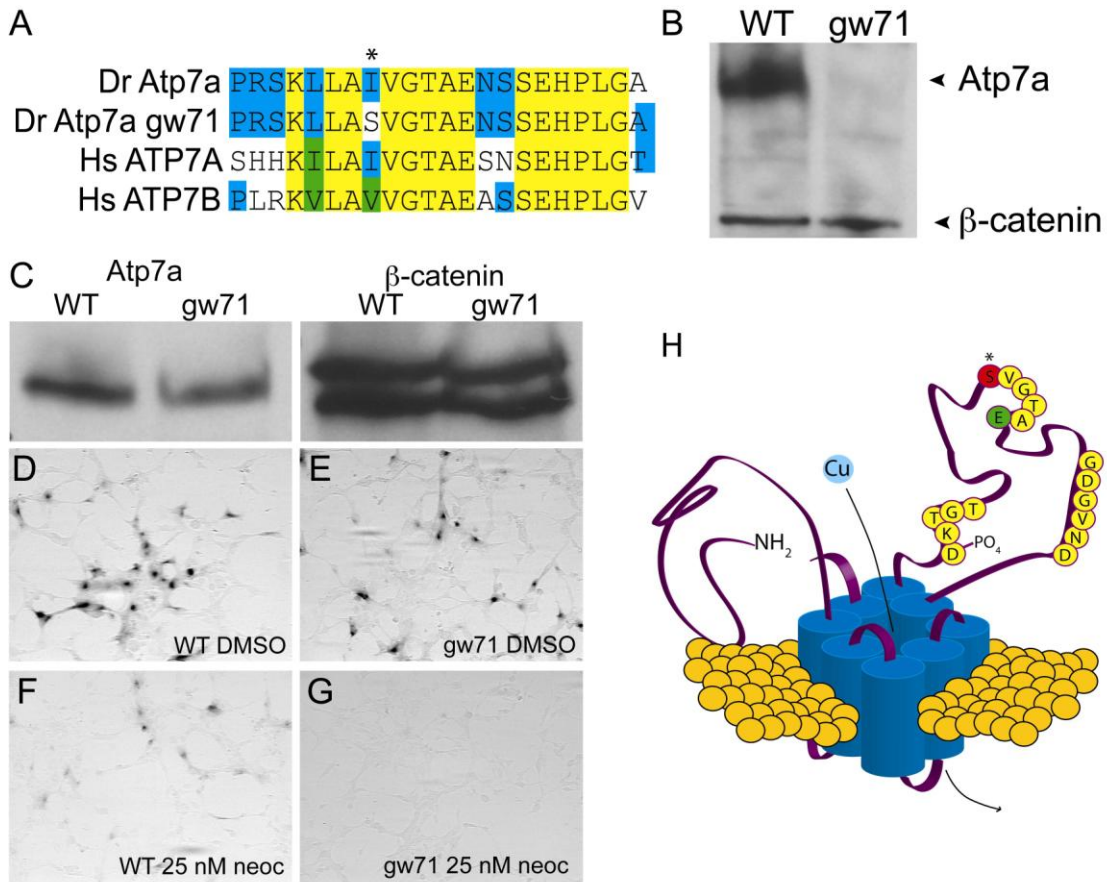 A
*
Dr Atp7a PRSKLLAIVGTAENSSEHPLGA
Dr Atp7a gw71 PRSKLLASVGTAENSSEHPLGA
Hs ATP7A SHHKILAIVGTAESNSEHPLGT
Hs ATP7B PLRKVLAVVGTAEASSEHPLGV
B
WT gw71
Atp7a
β-catenin
C
Atp7a β-catenin
WT gw71 WT gw71
D
WT DMSO
E
gw71 DMSO
F
WT 25 nM neoc
G
gw71 25 nM neoc
H
*
S V G T A E
Cu
NH2
T G T K D
PO4
G D G V N D